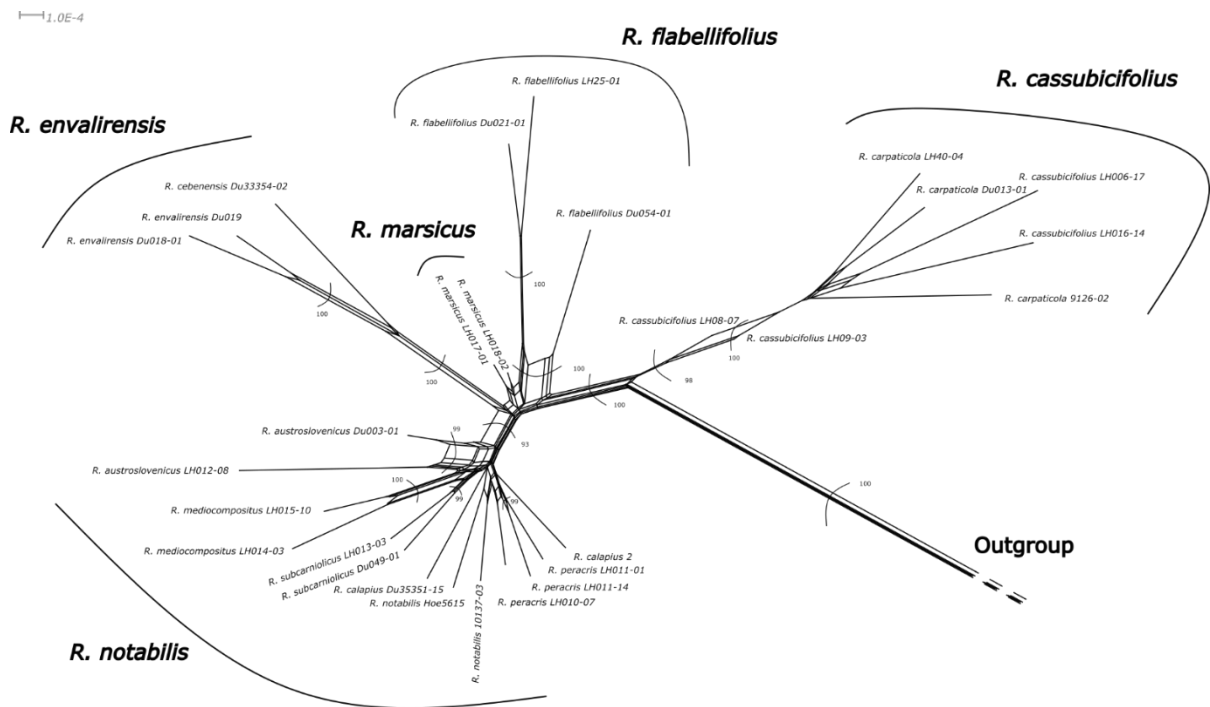 1.0E-4
R. flabellifolius
R. cassubicifolius
R. envalirensis
R. flabellifolius LH25-01
R. flabellifolius Du021-01
R. carpaticola LH40-04
R. cassubicifolius LH006-17
R. carpaticola Du013-01
R. cebenensis Du33354-02
R. envalirensis Du019
R. envalirensis Du018-01
R. flabellifolius Du054-01
R. marsicus
R. cassubicifolius LH016-14
R. marsicus LH018-02
R. marsicus LH017-01
100
100
R. carpaticola 9126-02
R. cassubicifolius LH08-07
R. cassubicifolius LH09-03
100
100
98
100
100
R. austroslovenicus Du003-01
99
93
R. austroslovenicus LH012-08
100
99
99
100
R. mediocompositus LH015-10
R. mediocompositus LH014-03
R. subcarniolicus LH013-03
R. subcarniolicus Du049-01
R. calapius Du35351-15
R. notabilis Hoe5615
R. notabilis 10137-03
R. calapius 2
R. peracris LH011-01
R. peracris LH011-14
R. peracris LH010-07
Outgroup
R. notabilis